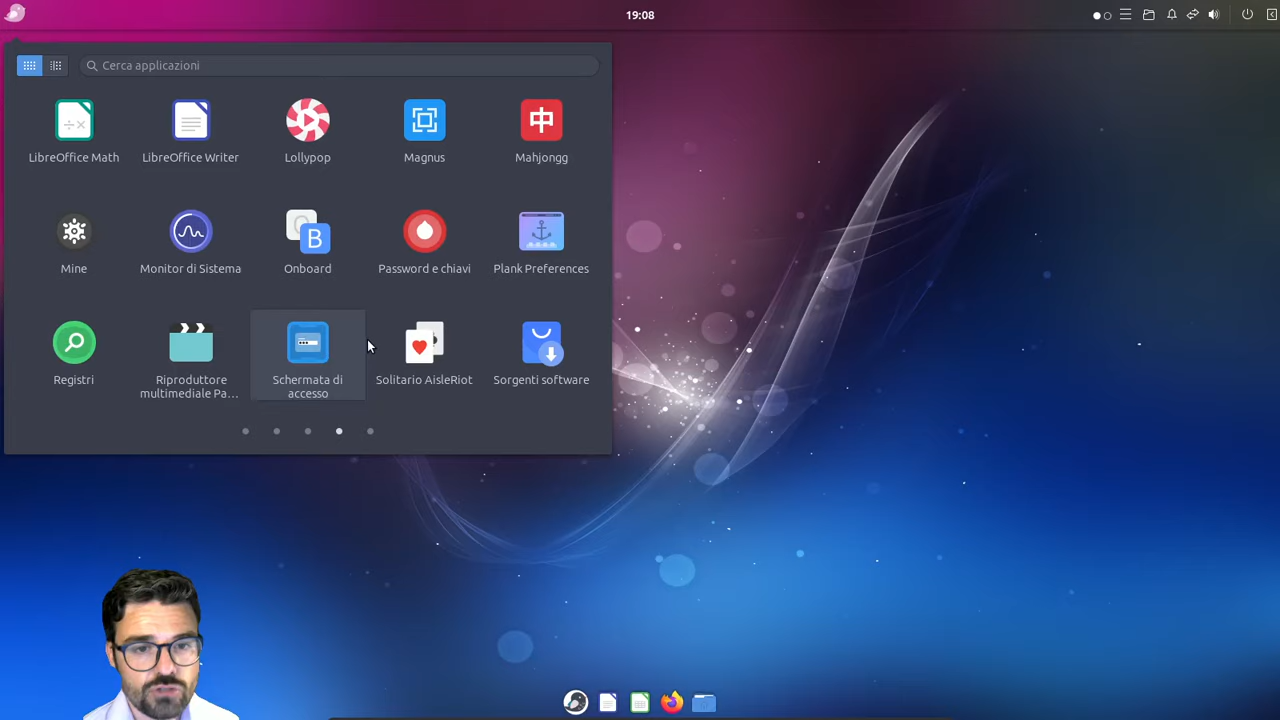 19:08
Cerca applicazioni
LibreOffice Math
LibreOffice Writer
Lollypop
Magnus
Mahjongg
Mine
Monitor di Sistema
Onboard
Password e chiavi
Plank Preferences
Registri
Riproduttore
multimediale Pa...
Schermata di
accesso
Solitario AisleRiot
Sorgenti software